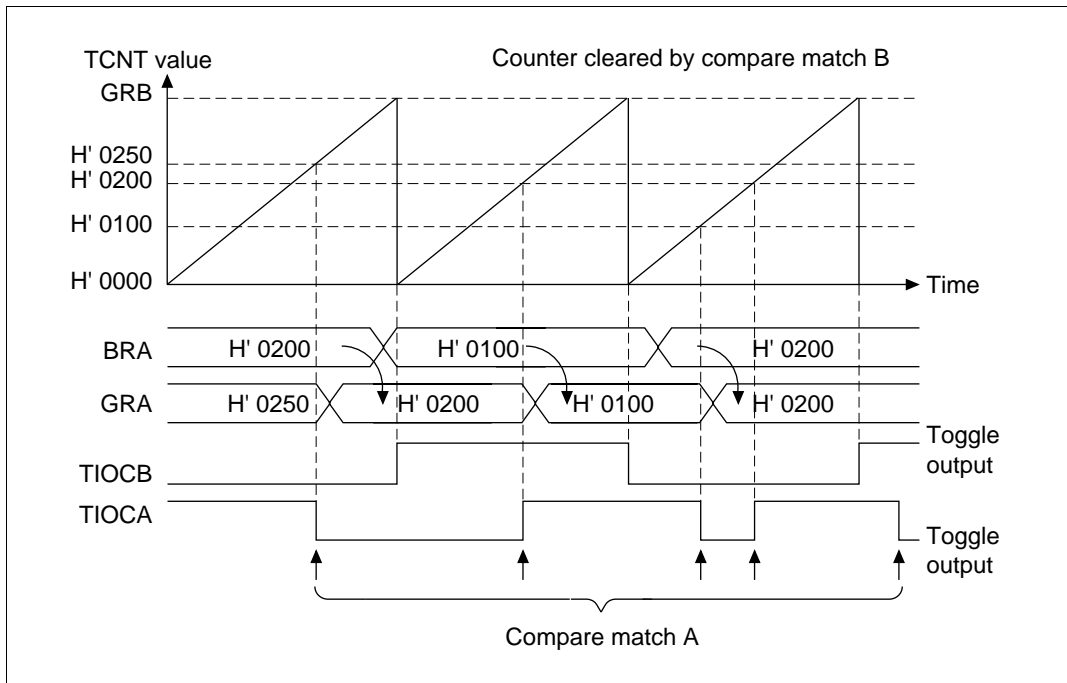 TCNT value
Counter cleared by compare match B
GRB
H' 0250
H' 0200
H' 0100
H' 0000
Time
BRA
H' 0200
H' 0100
H' 0200
GRA
H' 0250
H' 0200
H' 0100
H' 0200
TIOCB
Toggle
output
TIOCA
Toggle
output
Compare match A